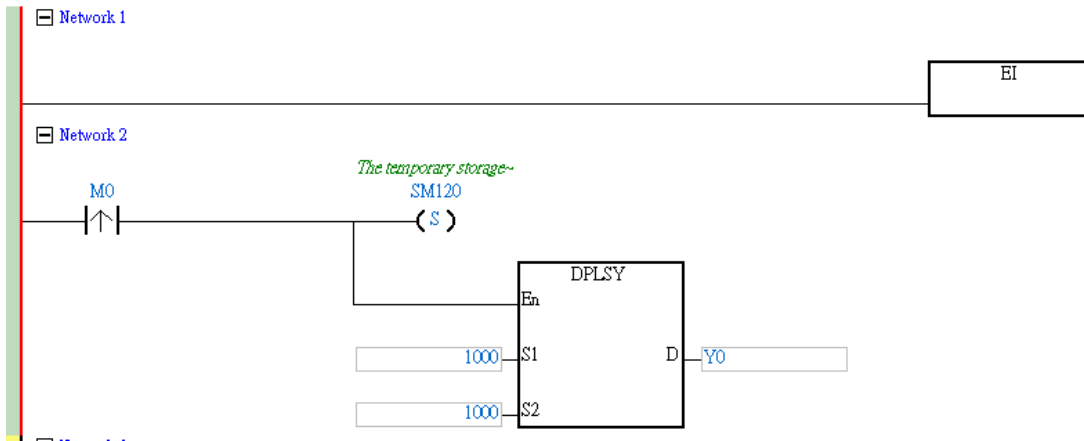 Network 1
EI
Network 2
The temporary storage~
M0
SM120
S
DPLSY
En
1000 S1 D Y0
1000 S2